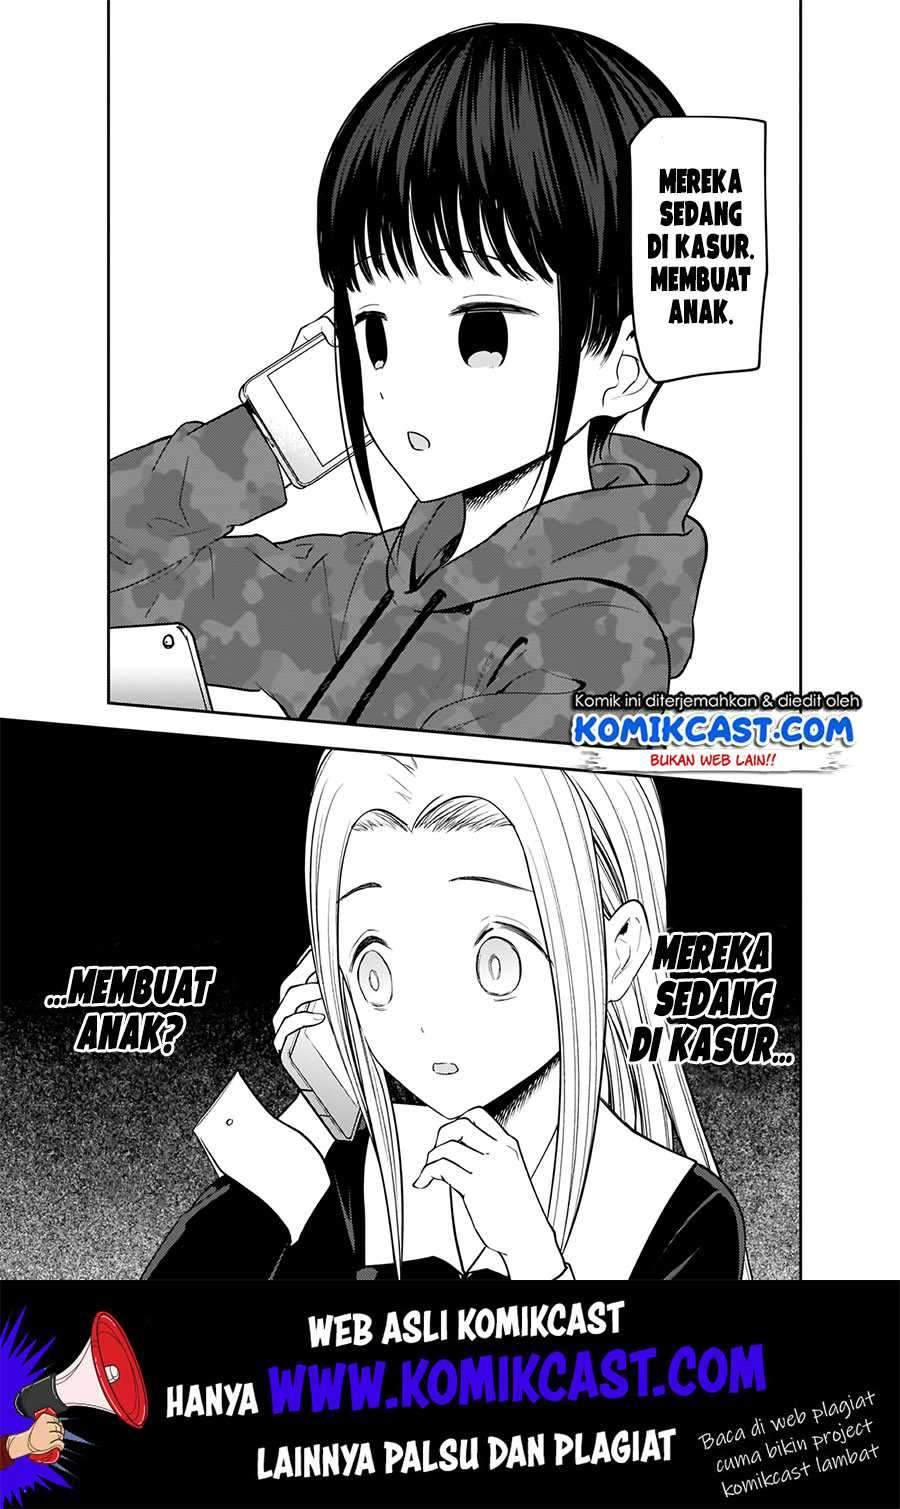 MEREKA
SEDANG
DI KASUR.
MEMBUAT
ANAK.
Komik ini diterjemahkan & diedit oleh
KOMIKCAST.COM
BUKAN WEB LAIN!!
MEREKA
SEDANG
DI KASUR...
...MEMBUAT
ANAK?
WEB ASLI KOMIKCAST
HANYA WWW.KOMIKCAST.COM
LAINNYA PALSU DAN PLAGIAT
Baca di web plagiat
cuma bikin project
komikcast lambat